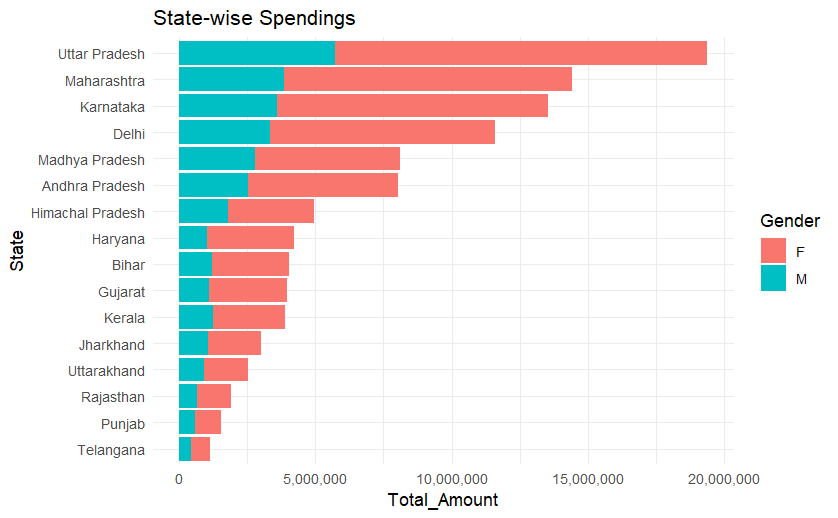 State-wise Spendings
Uttar Pradesh
Maharashtra
Karnataka
Delhi
Madhya Pradesh
Andhra Pradesh
Himachal Pradesh
Haryana
Bihar
Gujarat
Kerala
Jharkhand
Uttarakhand
Rajasthan
Punjab
Telangana
State
0 5,000,000 10,000,000 15,000,000 20,000,000
Total_Amount
Gender
F
M